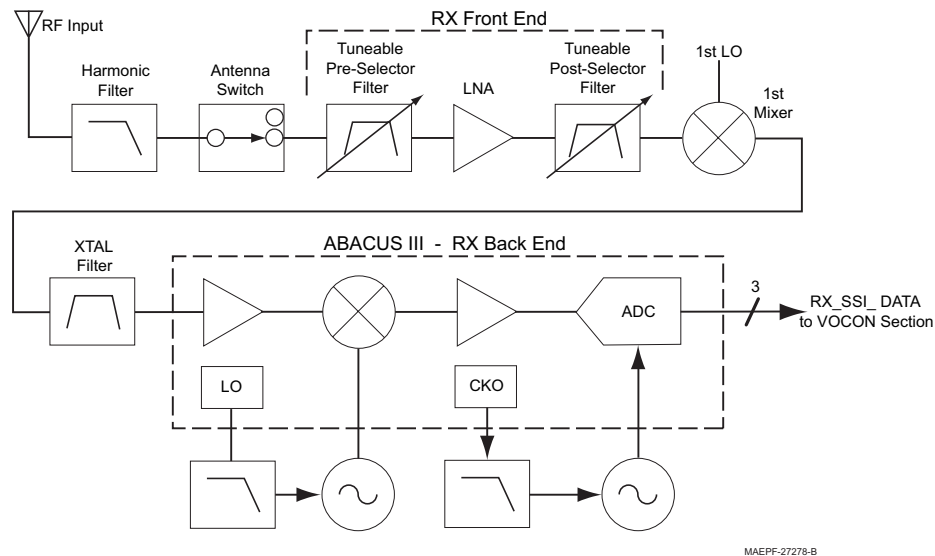 RX Front End
RF Input
Harmonic
Filter
Antenna
Switch
Tuneable
Pre-Selector
Filter
LNA
Tuneable
Post-Selector
Filter
1st LO
1st
Mixer
XTAL
Filter
ABACUS III - RX Back End
ADC
3
RX_SSI_ DATA
to VOCON Section
LO
CKO
MAEPF-27278-B